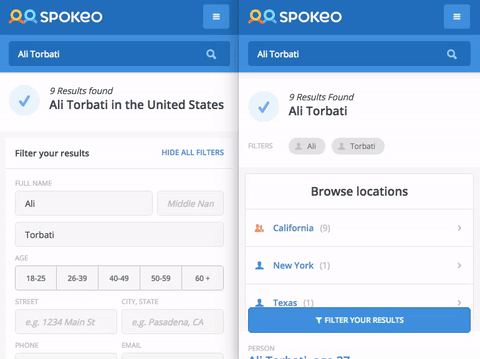 SPOKEO
Ali Torbati
9 Results found
Ali Torbati in the United States
Filter your results
HIDE ALL FILTERS
FULL NAME
Ali
Middle Nam
Torbati
AGE
18-25 26-39 40-49 50-59 60 +
STREET CITY, STATE
e.g. 1234 Main St e.g. Pasadena, CA
PHONE EMAIL
SPOKEO
Ali Torbati
9 Results Found
Ali Torbati
FILTERS Ali Torbati
Browse locations
California (9)
New York (1)
Texas (1)
FILTER YOUR RESULTS
PERSON
Ali Torbati, age 27